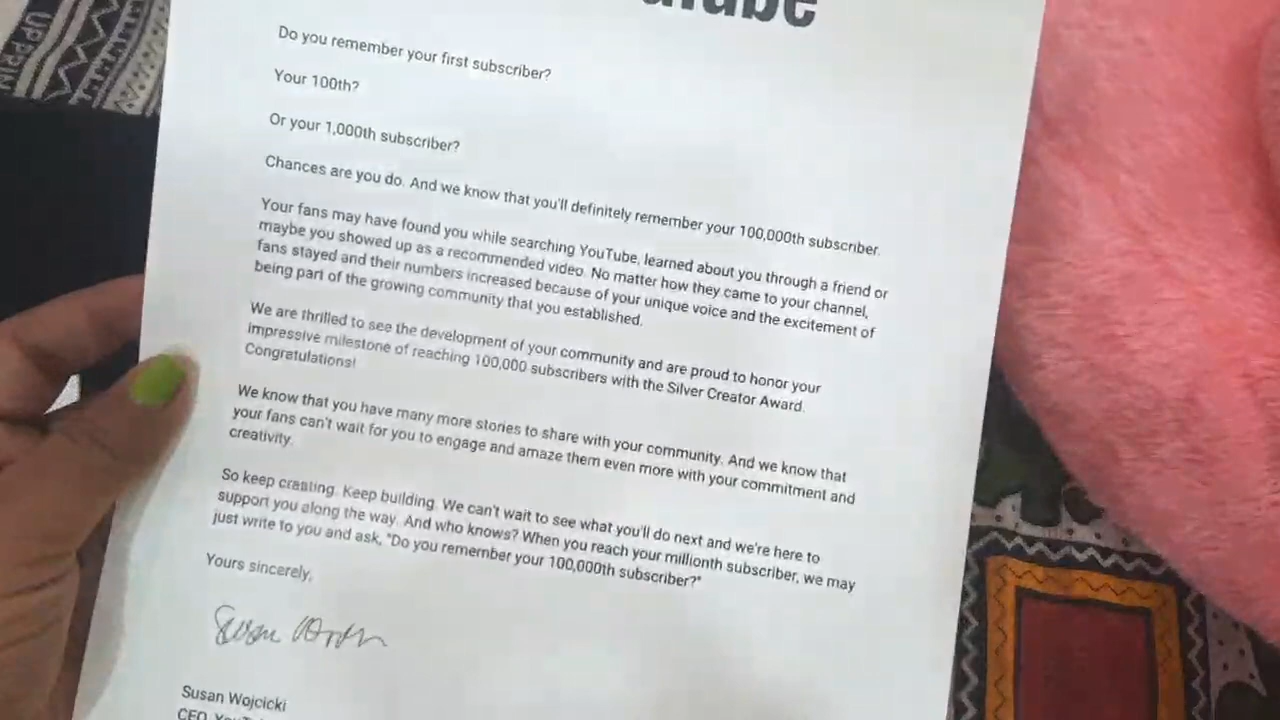 Do you remember your first subscriber?
Your 100th?
Or your 1,000th subscriber?
Chances are you do. And we know that you'll definitely remember your 100,000th subscriber.
Your fans may have found you while searching YouTube, learned about you through a friend or
maybe you showed up as a recommended video. No matter how they came to your channel,
fans stayed and their numbers increased because of your unique voice and the excitement of
being part of the growing community that you established.
We are thrilled to see the development of your community and are proud to honor your
impressive milestone of reaching 100,000 subscribers with the Silver Creator Award.
Congratulations!
We know that you have many more stories to share with your community. And we know that
your fans can't wait for you to engage and amaze them even more with your commitment and
creativity.
So keep creating. Keep building. We can't wait to see what you'll do next and we're here to
support you along the way. And who knows? When you reach your millionth subscriber, we may
just write to you and ask, "Do you remember your 100,000th subscriber?"
Yours sincerely,
Susan Wojcicki
CEO,